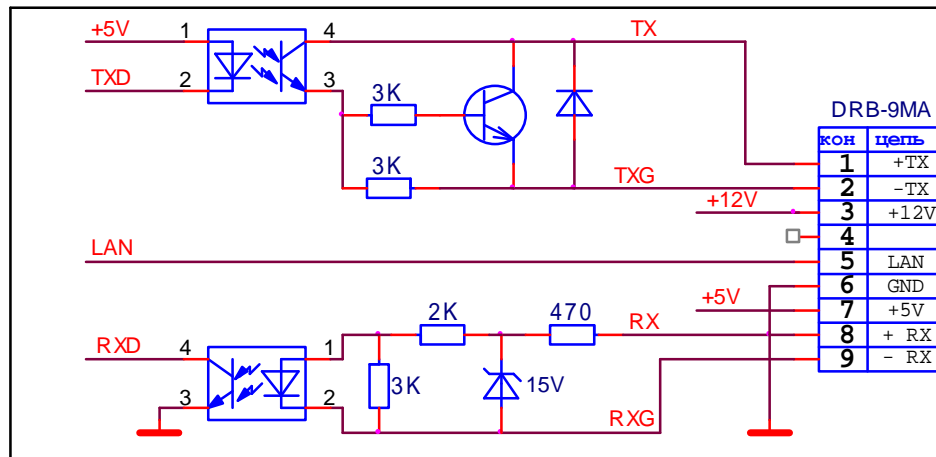 +5V
1
4
TX
TXD
2
3
3K
3K
TXG
DRB-9MA
кон цепь
1 +TX
2 -TX
+12V
3 +12V
4
LAN
5 LAN
6 GND
+5V
7 +5V
2K
470
RX
8 + RX
RXD
4
1
9 - RX
3K
15V
3
2
RXG